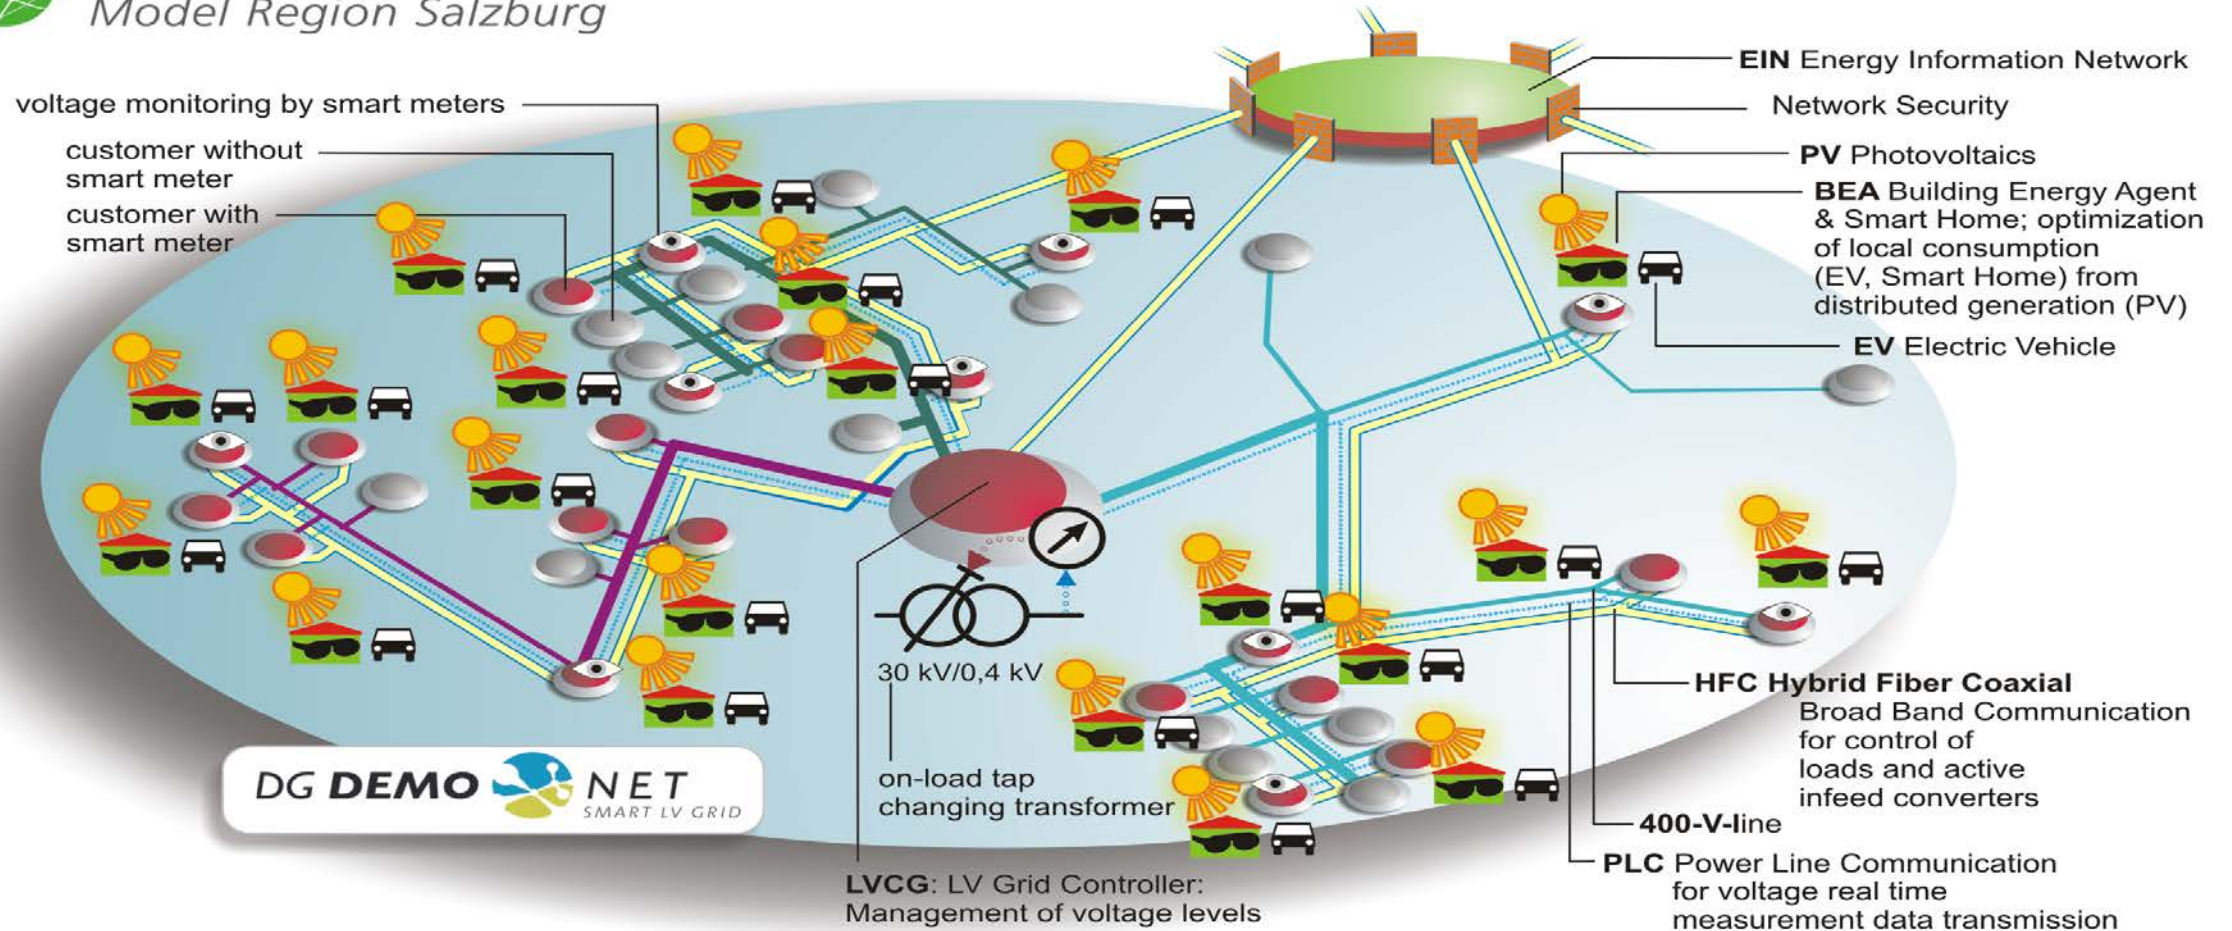 Model Region Salzburg
voltage monitoring by smart meters
customer without
smart meter
customer with
smart meter
EIN Energy Information Network
Network Security
PV Photovoltaics
BEA Building Energy Agent
& Smart Home; optimization
of local consumption
(EV, Smart Home) from
distributed generation (PV)
EV Electric Vehicle
30 kV/0,4 kV
on-load tap
changing transformer
LVCG: LV Grid Controller:
Management of voltage levels
HFC Hybrid Fiber Coaxial
Broad Band Communication
for control of
loads and active
infeed converters
400-V-line
PLC Power Line Communication
for voltage real time
measurement data transmission
DG DEMO NET
SMART LV GRID